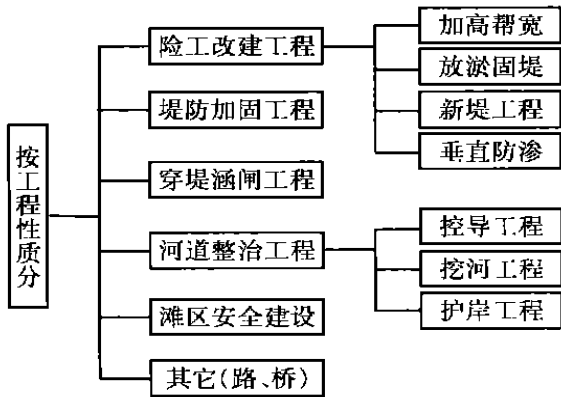 按工程性质分
险工改建工程
堤防加固工程
穿堤涵闸工程
河道整治工程
滩区安全建设
其它(路、桥)
加高帮宽
放淤固堤
新堤工程
垂直防渗
控导工程
挖河工程
护岸工程